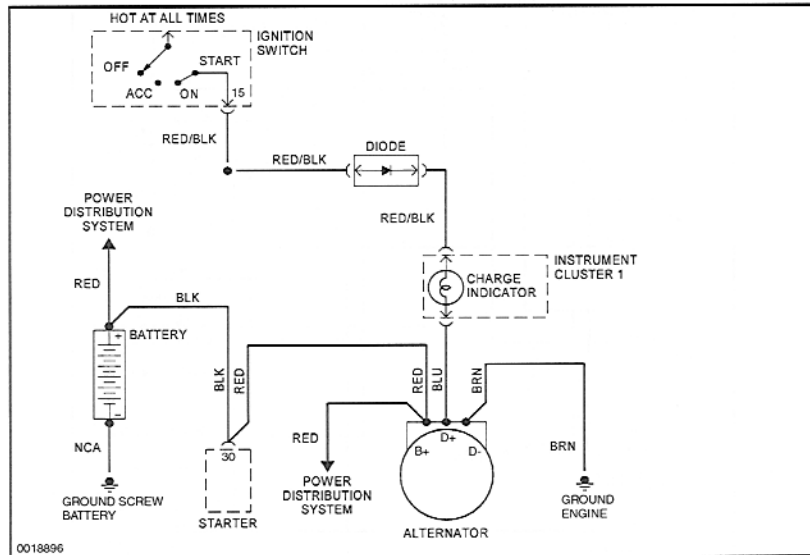 HOT AT ALL TIMES
IGNITION
SWITCH
OFF
START
ACC
ON
15
RED/BLK
RED/BLK
DIODE
RED/BLK
POWER
DISTRIBUTION
SYSTEM
RED
BLK
INSTRUMENT
CLUSTER 1
CHARGE
INDICATOR
+
BATTERY
-
BLK
RED
RED
BLU
BRN
NCA
GROUND SCREW
BATTERY
30
STARTER
RED
POWER
DISTRIBUTION
SYSTEM
B+
D+
D-
ALTERNATOR
BRN
GROUND
ENGINE
0018896